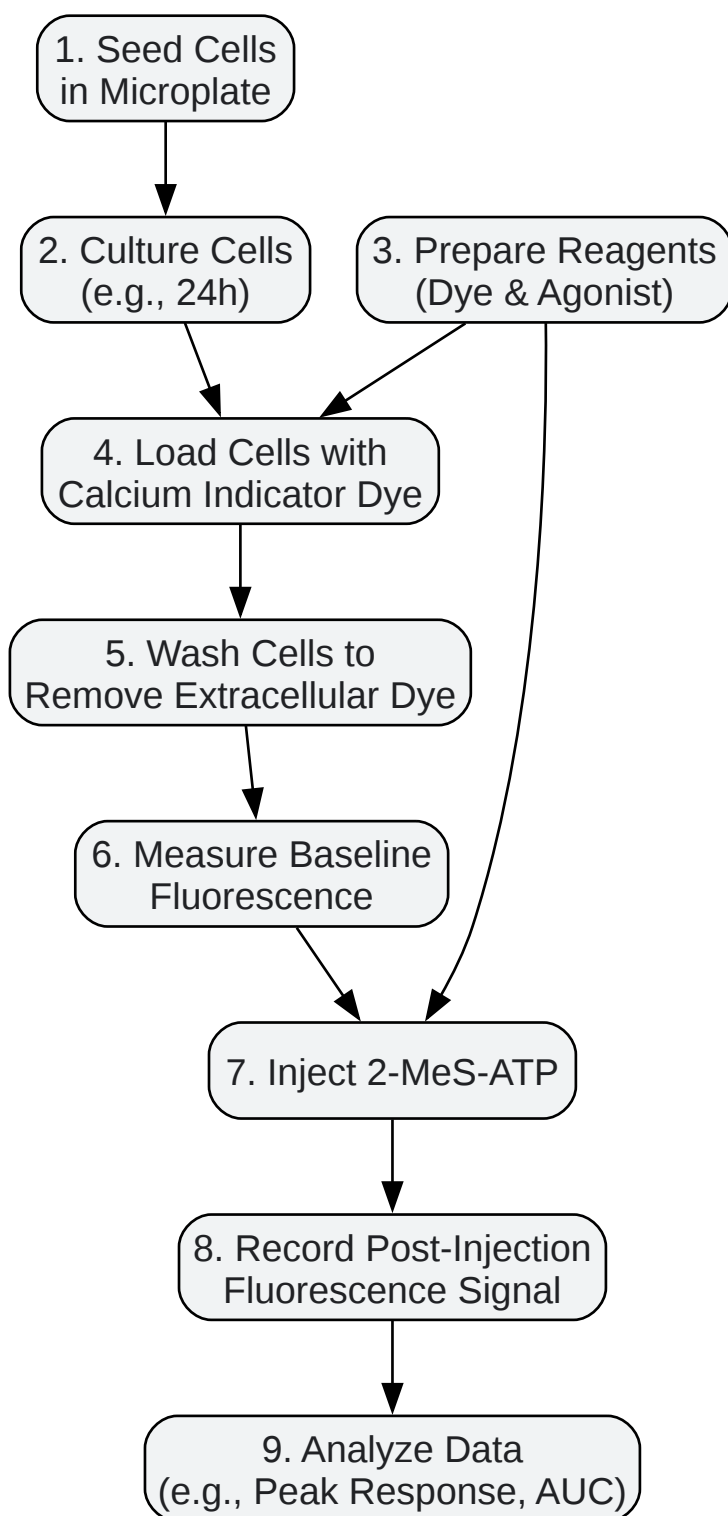 1. Seed Cells
in Microplate
2. Culture Cells
(e.g., 24h)
3. Prepare Reagents
(Dye & Agonist)
4. Load Cells with
Calcium Indicator Dye
5. Wash Cells to
Remove Extracellular Dye
6. Measure Baseline
Fluorescence
7. Inject 2-MeS-ATP
8. Record Post-Injection
Fluorescence Signal
9. Analyze Data
(e.g., Peak Response, AUC)